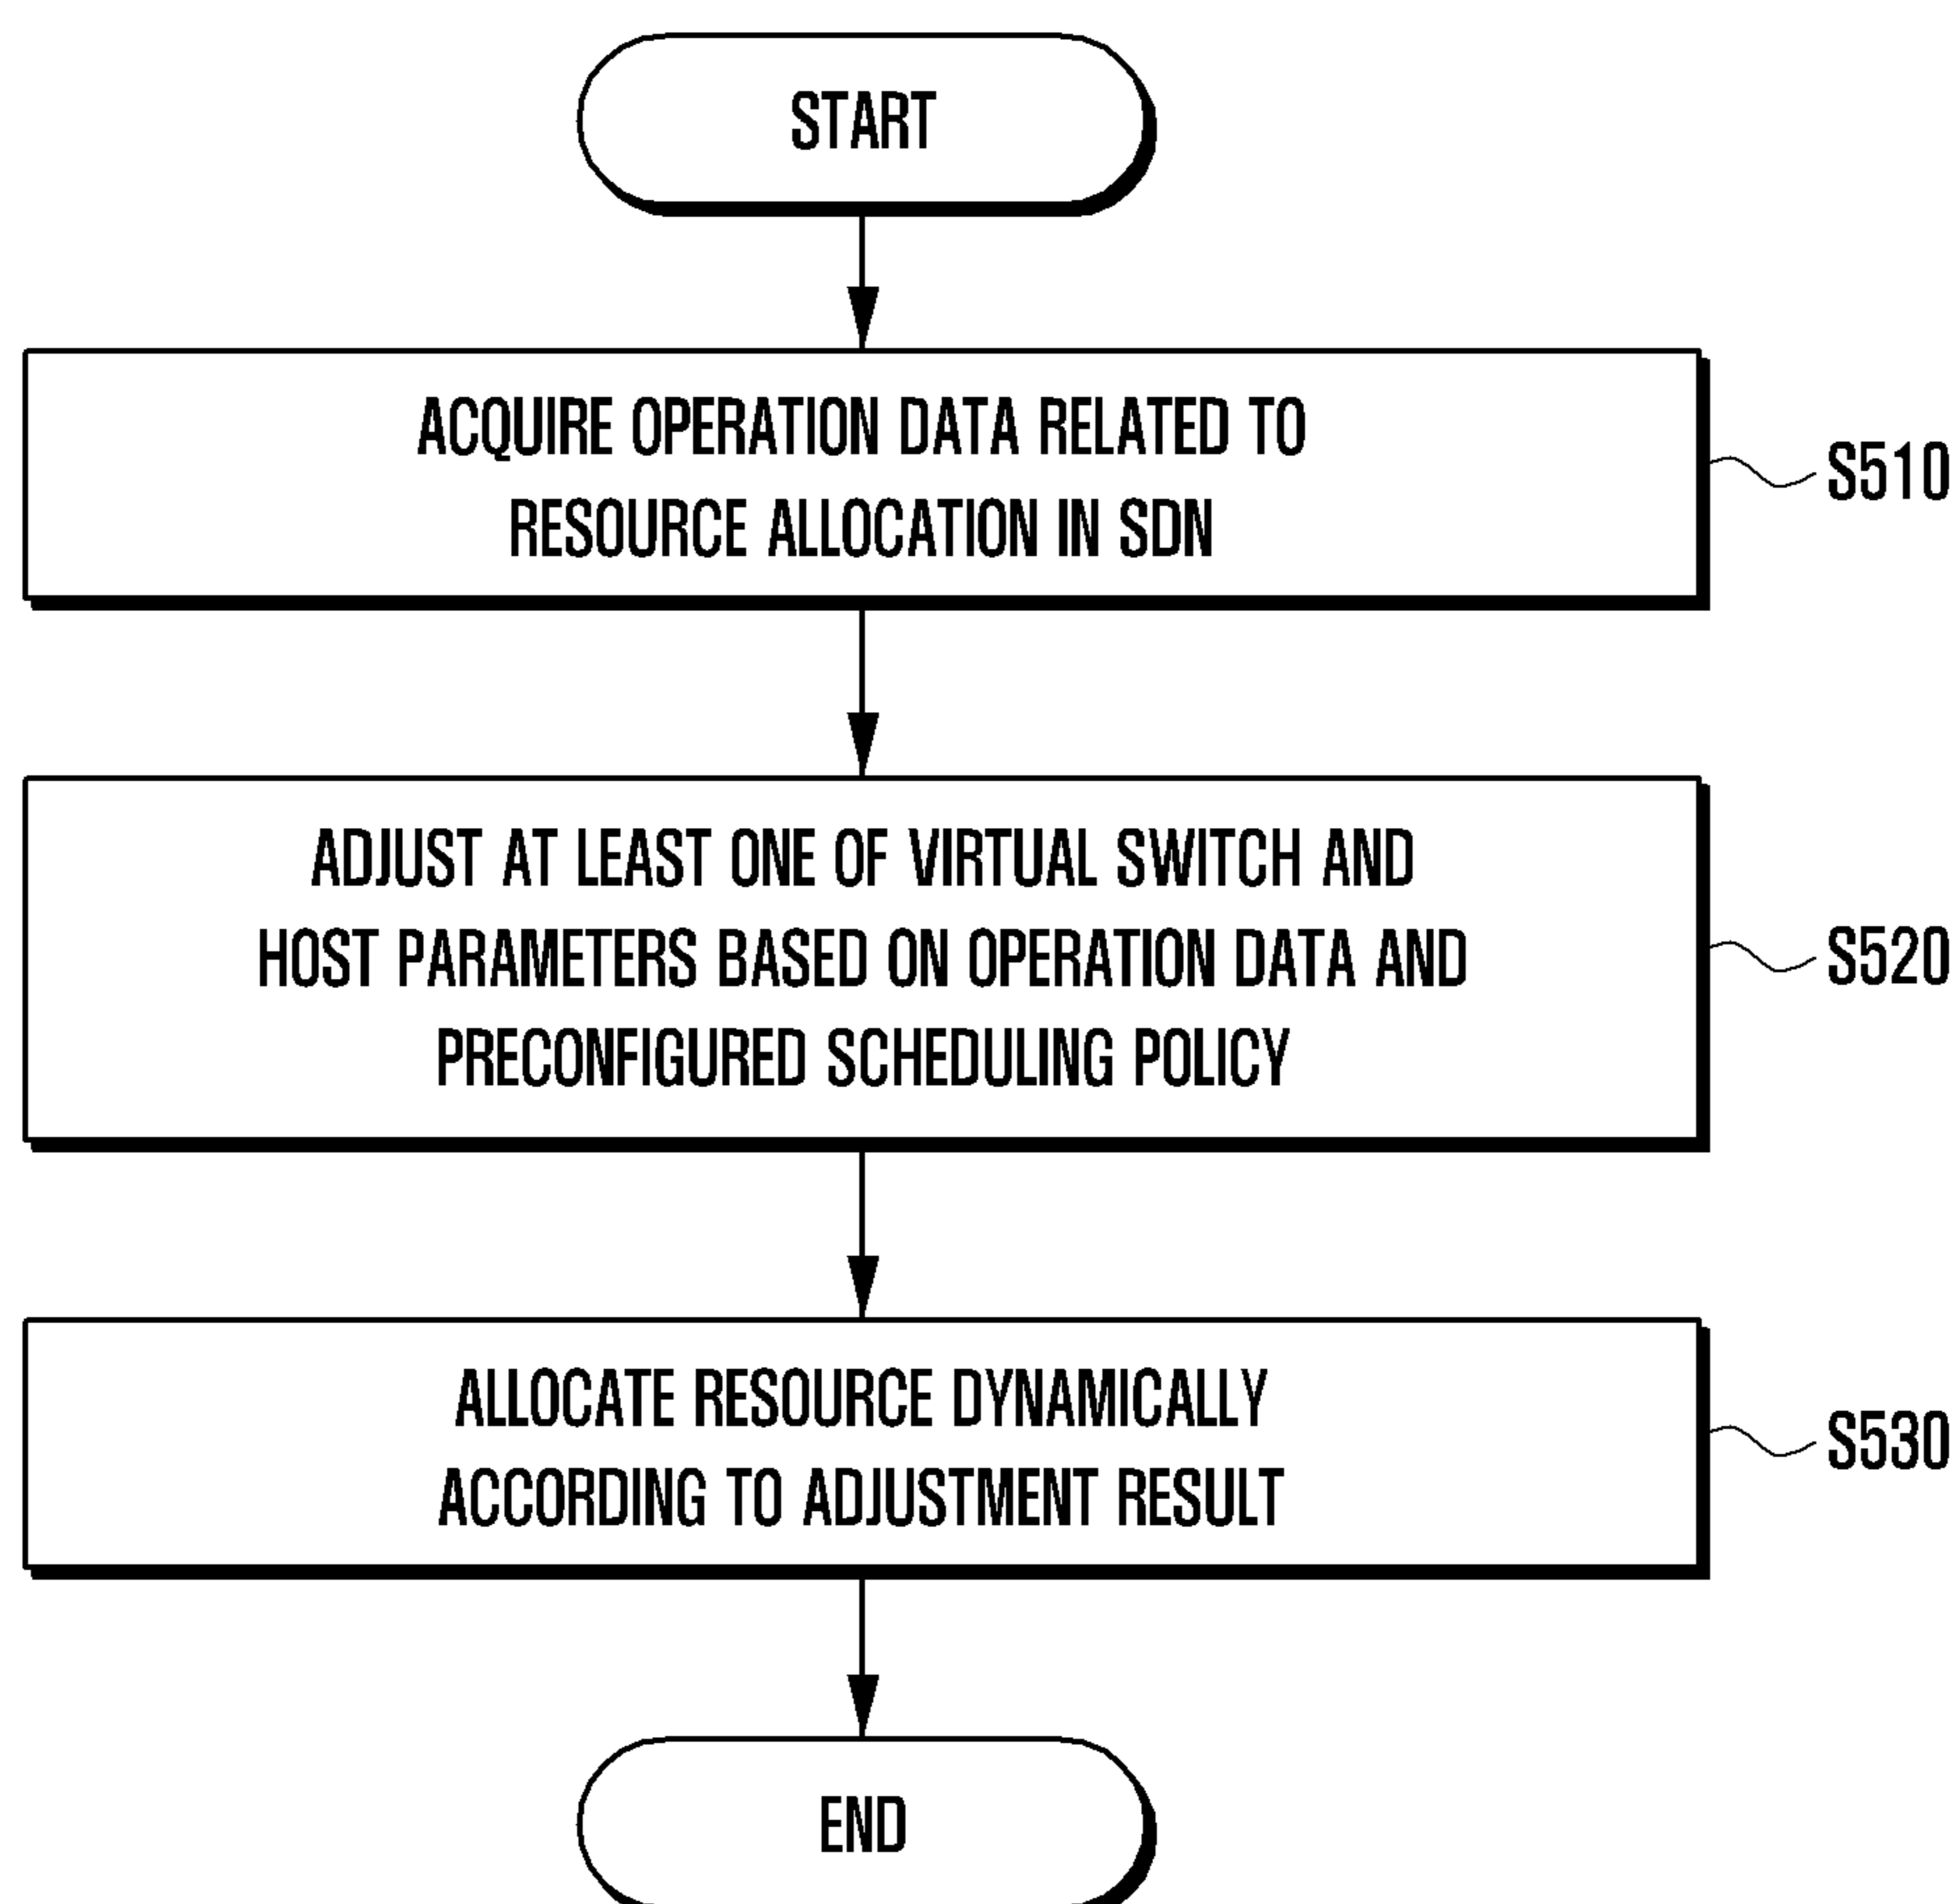 START
ACQUIRE OPERATION DATA RELATED TO
RESOURCE ALLOCATION IN SDN
S510
ADJUST AT LEAST ONE OF VIRTUAL SWITCH AND
HOST PARAMETERS BASED ON OPERATION DATA AND
PRECONFIGURED SCHEDULING POLICY
S520
ALLOCATE RESOURCE DYNAMICALLY
ACCORDING TO ADJUSTMENT RESULT
S530
END